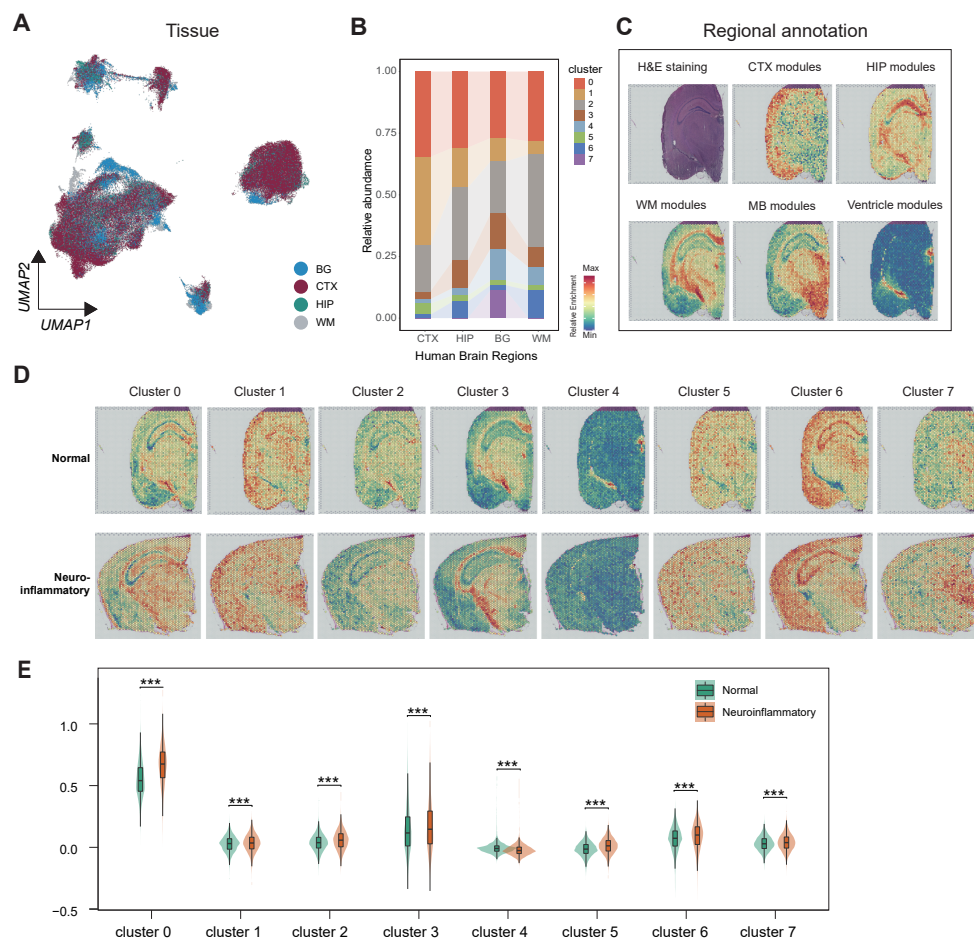 A
Tissue
UMAP2
UMAP1
BG
CTX
HIP
WM
B
cluster
0
1
2
3
4
5
6
7
1.00
0.75
0.50
0.25
0.00
Relative abundamce
CTX
HIP
BG
WM
Human Brain Regions
C
Regional annotation
H&E staining
CTX modules
HIP modules
WM modules
MB modules
Ventricle modules
Max
Relative Enrichment
Min
D
Cluster 0
Cluster 1
Cluster 2
Cluster 3
Cluster 4
Cluster 5
Cluster 6
Cluster 7
Normal
Neuro-
inflammatory
E
1.0
0.5
0.0
−0.5
***
***
***
***
***
***
***
***
Normal
Neuroinflammatory
cluster 0
cluster 1
cluster 2
cluster 3
cluster 4
cluster 5
cluster 6
cluster 7